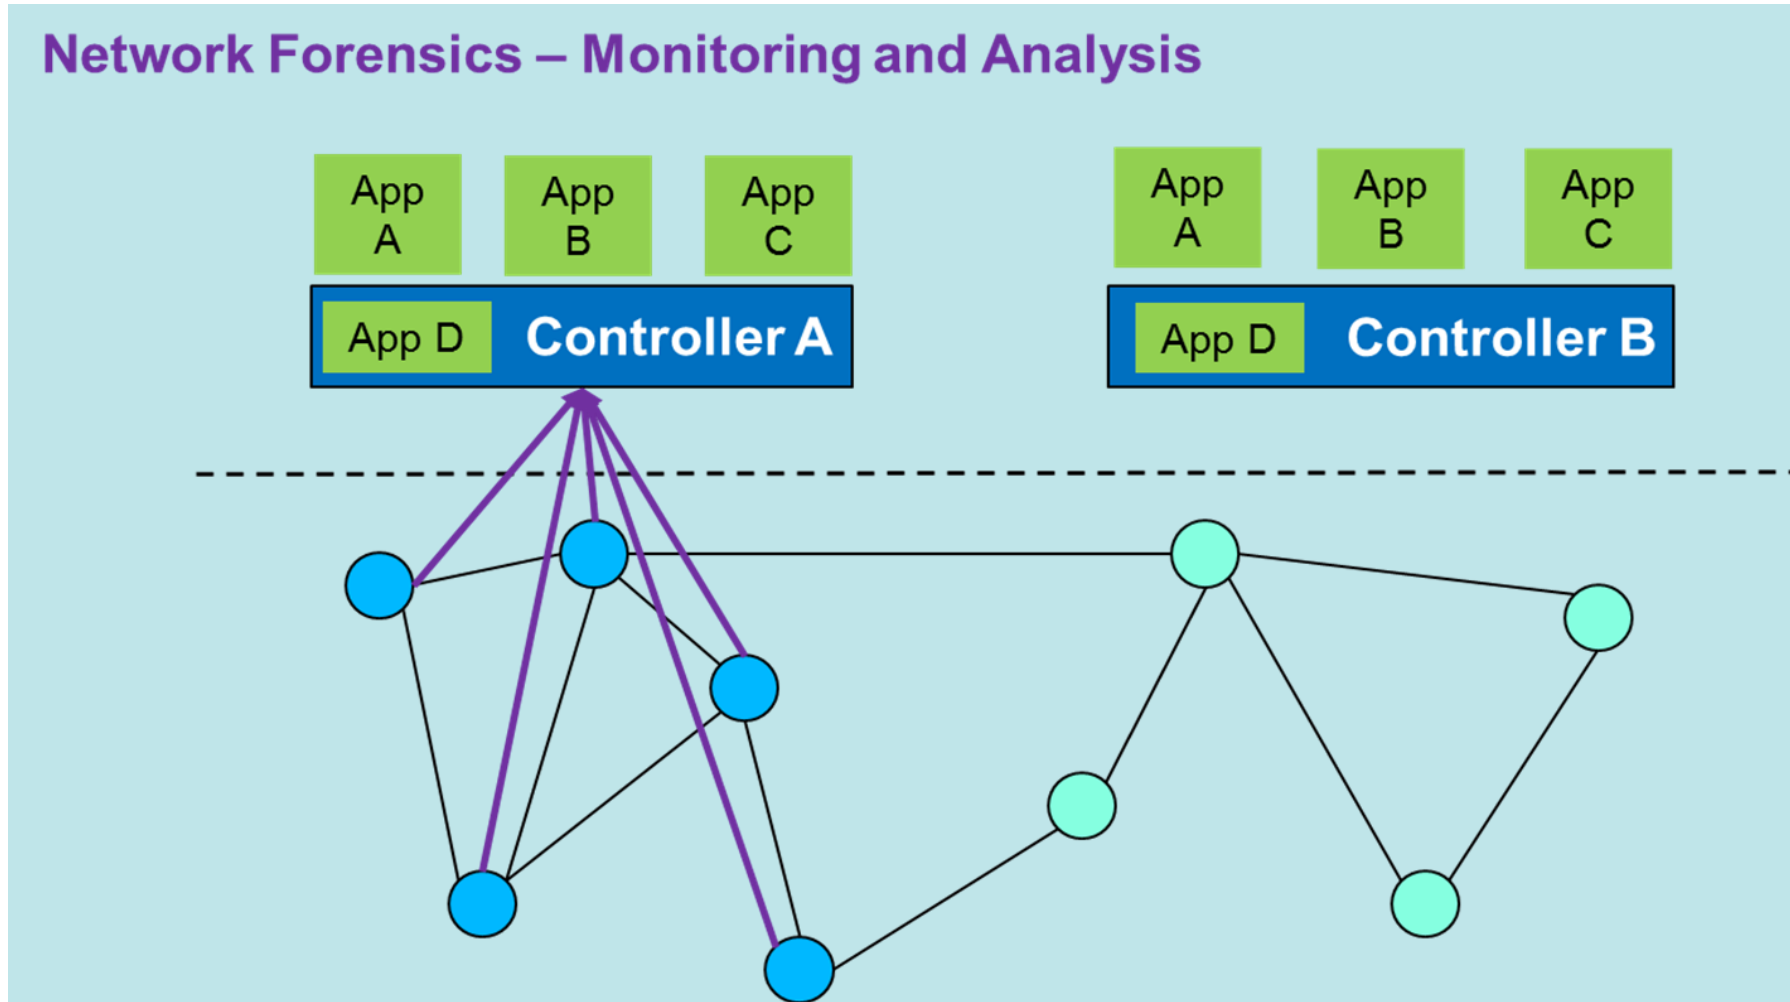 Network Forensics – Monitoring and Analysis
App
A
App
B
App
C
App D
Controller A
App
A
App
B
App
C
App D
Controller B